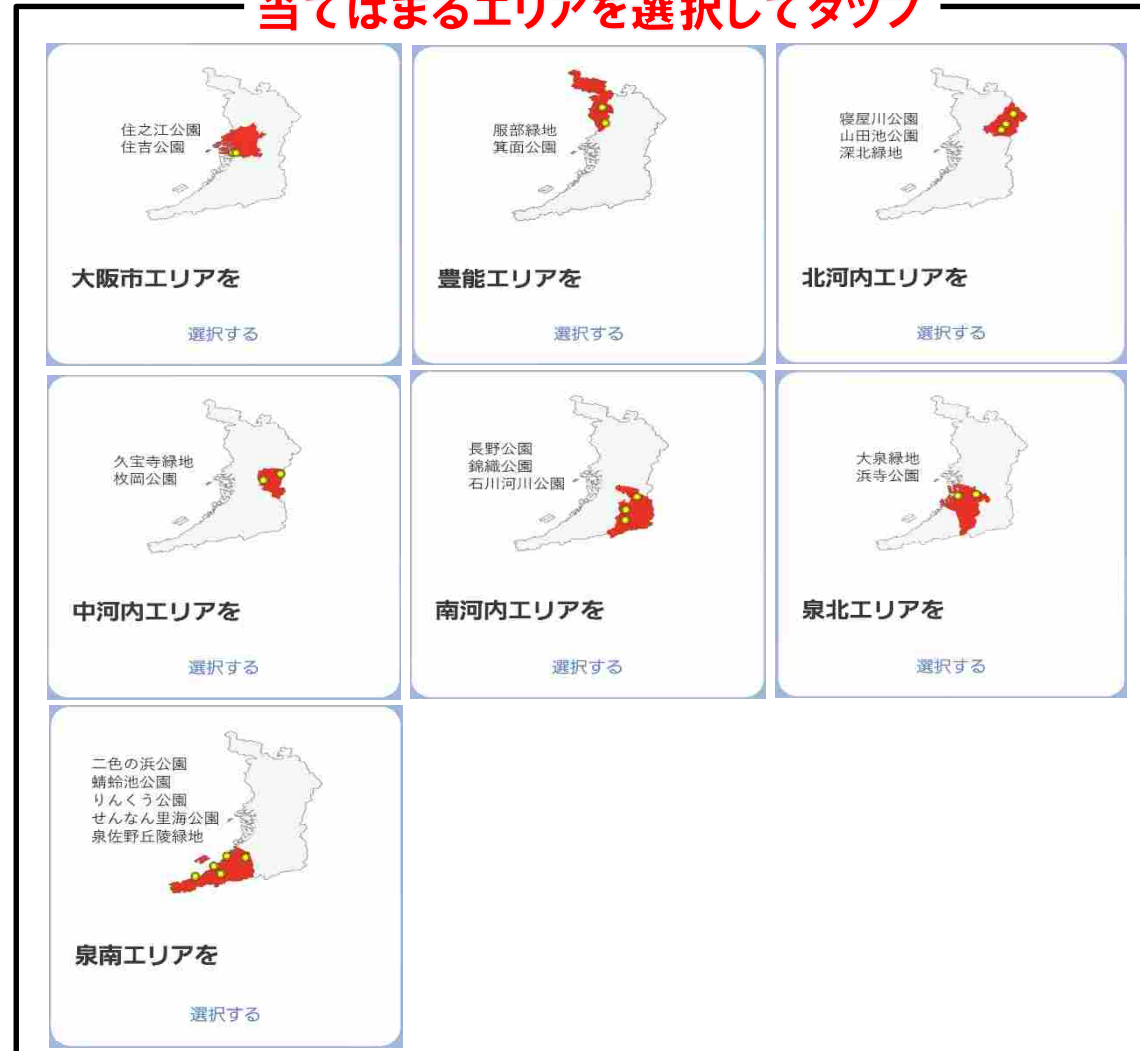 当てはまるエリアを選択してタップ
住之江公園
住吉公園
大阪市エリアを
選択する
服部緑地
箕面公園
豊能エリアを
選択する
寝屋川公園
山田池公園
深北緑地
北河内エリアを
選択する
久宝寺緑地
枚岡公園
中河内エリアを
選択する
長野公園
錦織公園
石川河川公園
南河内エリアを
選択する
大泉緑地
浜寺公園
泉北エリアを
選択する
二色の浜公園
蜻蛉池公園
りんくう公園
せんなん里海公園
泉佐野丘陵緑地
泉南エリアを
選択する